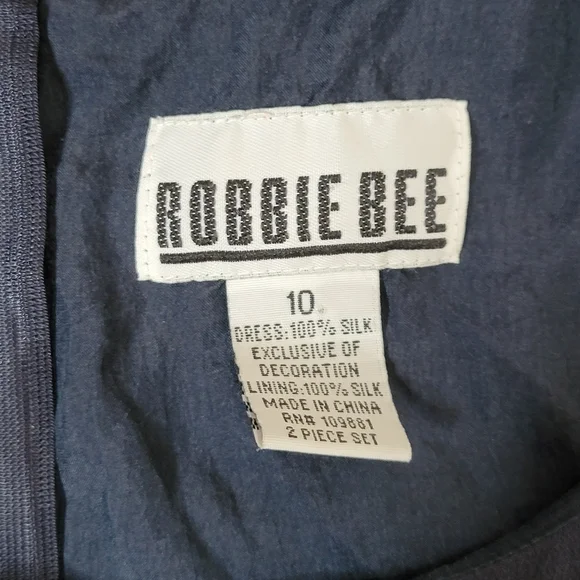 ROBBIE BEE
10
DRESS:100% SILK
EXCLUSIVE OF
DECORATION
LINING:100% SILK
MADE IN CHINA
RN# 109881
2 PIECE SET